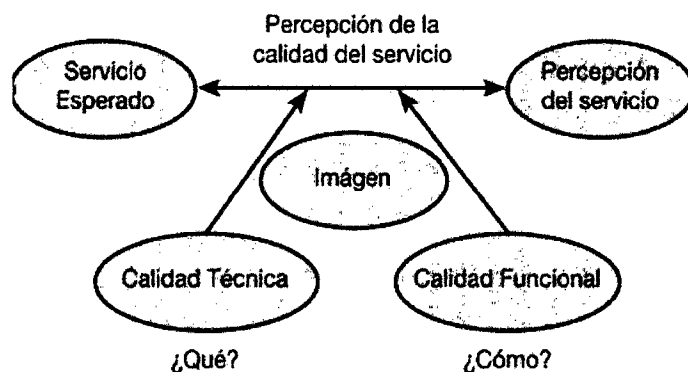 Percepción de la
calidad del servicio
Servicio
Esperado
Percepción
del servicio
Imágen
Calidad Técnica
Calidad Funcional
¿Qué?
¿Cómo?